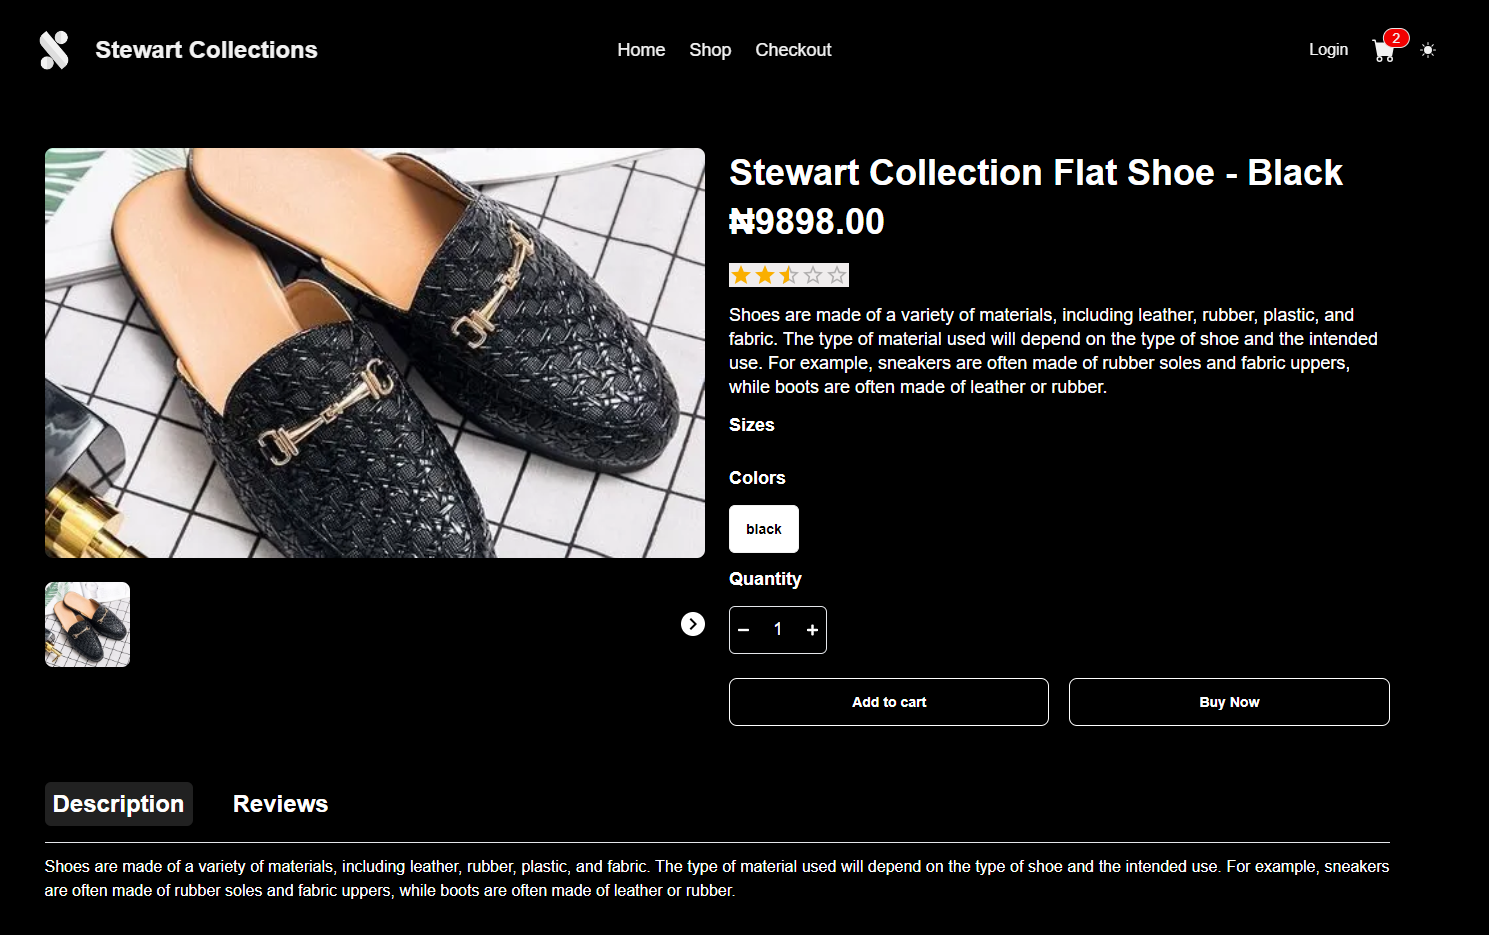 Stewart Collections
Home Shop Checkout
Login 2
Stewart Collection Flat Shoe - Black
₦9898.00
Shoes are made of a variety of materials, including leather, rubber, plastic, and
fabric. The type of material used will depend on the type of shoe and the intended
use. For example, sneakers are often made of rubber soles and fabric uppers,
while boots are often made of leather or rubber.
Sizes
Colors
black
Quantity
− 1 +
Add to cart Buy Now
Description Reviews
Shoes are made of a variety of materials, including leather, rubber, plastic, and fabric. The type of material used will depend on the type of shoe and the intended use. For example, sneakers
are often made of rubber soles and fabric uppers, while boots are often made of leather or rubber.